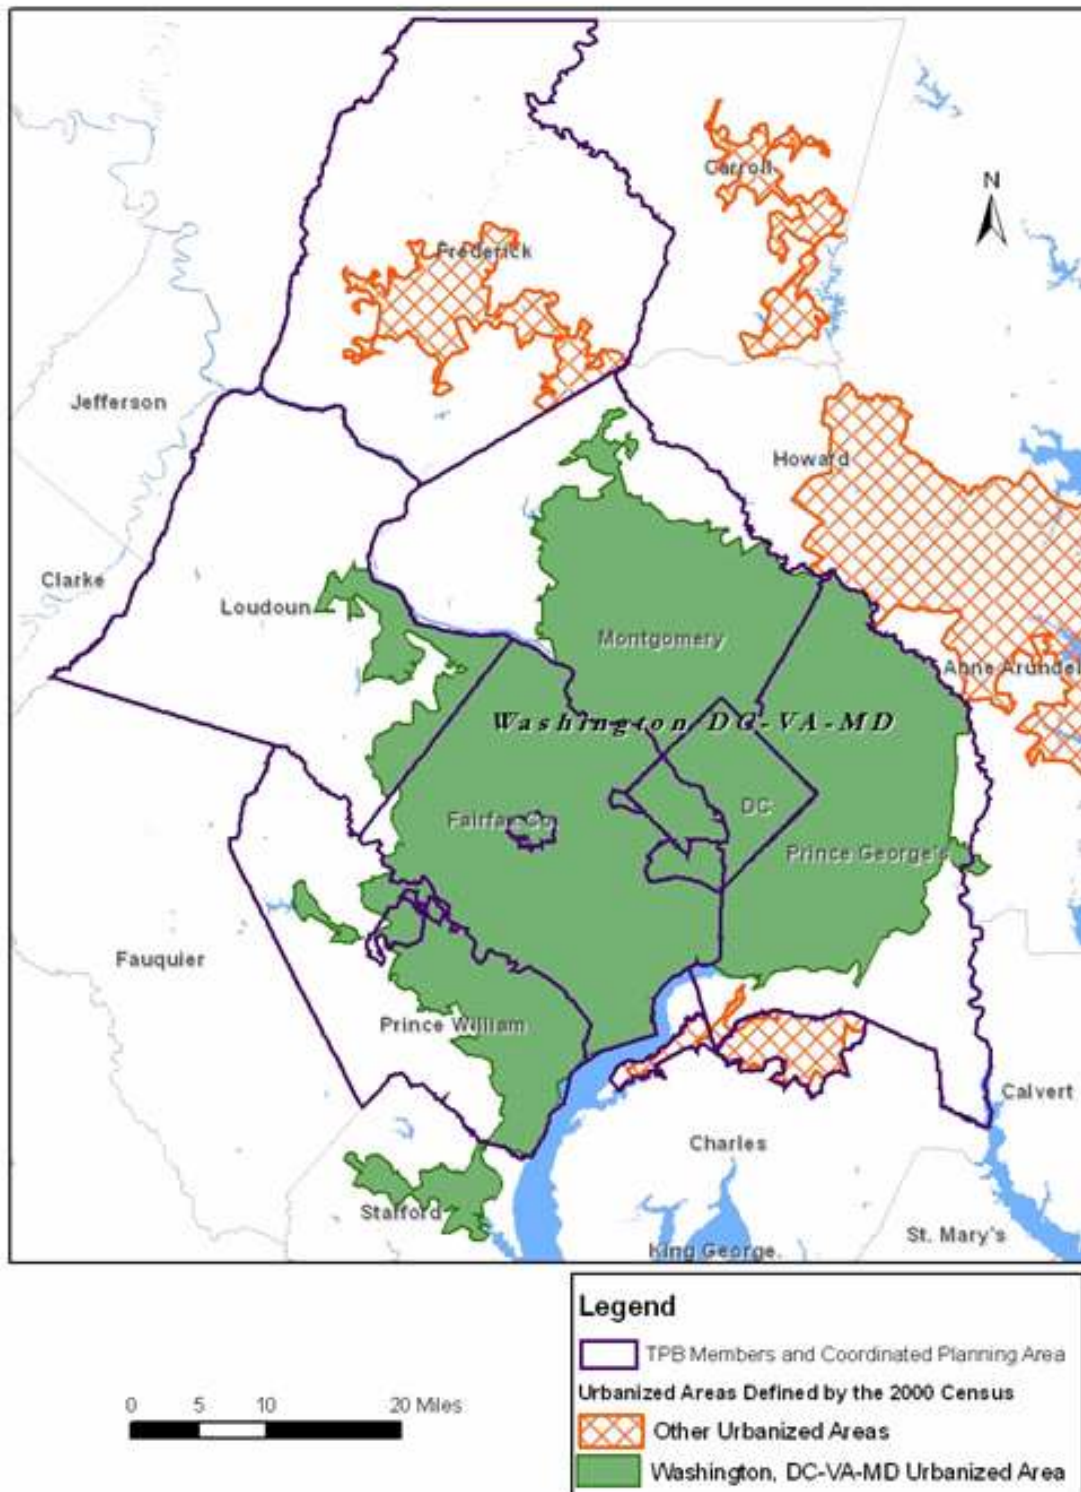 Carroll
N
Frederick
Jefferson
Howard
Clarke
Loudoun
Montgomery
Anne Arundel
Washington, DC-VA-MD
DC
Fairfax Co.
Prince George's
Fauquier
Prince William
Calvert
Charles
Stafford
St. Mary's
King George.
Legend
TPB Members and Coordinated Planning Area
Urbanized Areas Defined by the 2000 Census
0 5 10 20 Miles
Other Urbanized Areas
Washington, DC-VA-MD Urbanized Area